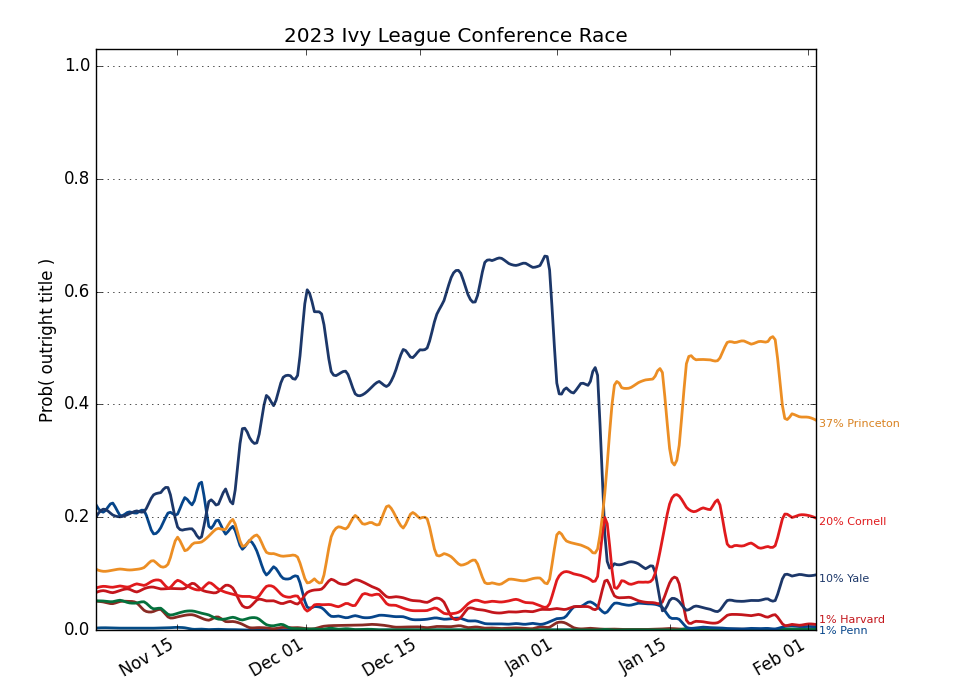 2023 Ivy League Conference Race
Prob( outright title )
1.0
0.8
0.6
0.4
0.2
0.0
37% Princeton
20% Cornell
10% Yale
1% Harvard
1% Penn
Nov 15
Dec 01
Dec 15
Jan 01
Jan 15
Feb 01